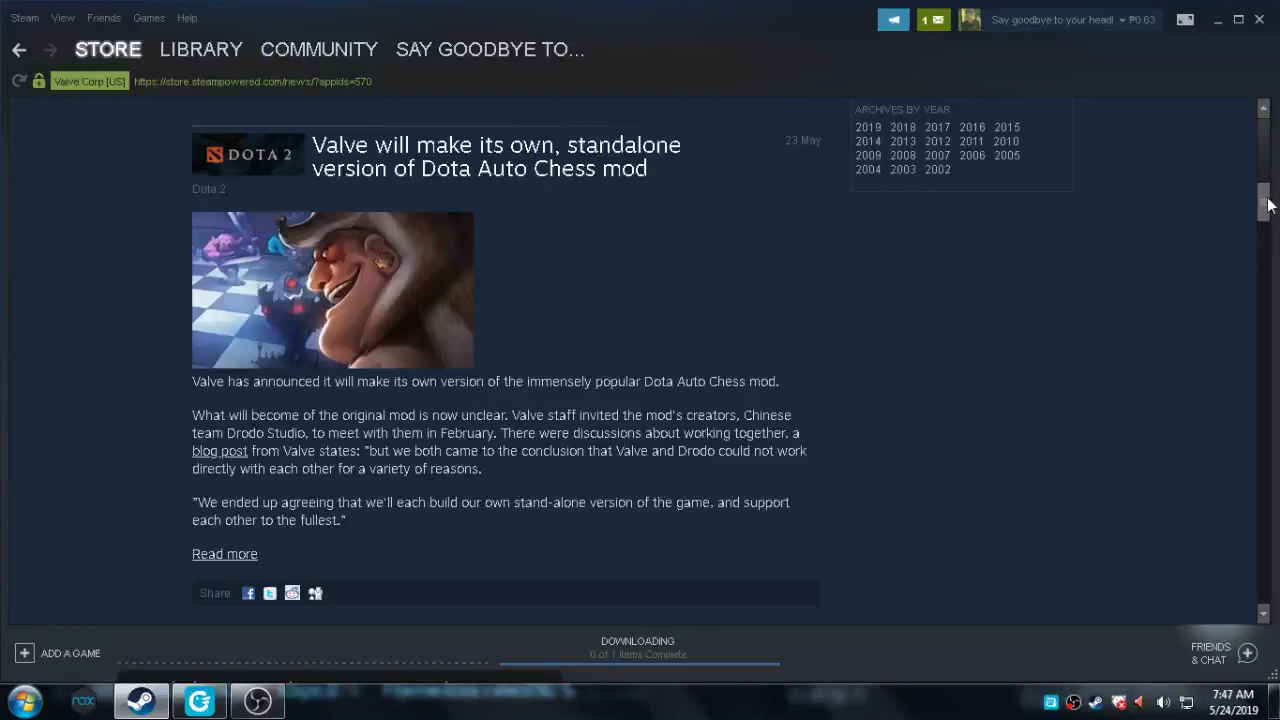 Steam View Friends Games Help
1
Say goodbye to your head! ₱0.63
STORE LIBRARY COMMUNITY SAY GOODBYE TO...
Valve Corp [US] https://store.steampowered.com/news/?appids=570
ARCHIVES BY YEAR
2019 2018 2017 2016 2015
2014 2013 2012 2011 2010
2009 2008 2007 2006 2005
2004 2003 2002
DOTA 2
Valve will make its own, standalone
version of Dota Auto Chess mod
23 May
Dota 2
Valve has announced it will make its own version of the immensely popular Dota Auto Chess mod.
What will become of the original mod is now unclear. Valve staff invited the mod's creators, Chinese
team Drodo Studio, to meet with them in February. There were discussions about working together, a
blog post from Valve states: "but we both came to the conclusion that Valve and Drodo could not work
directly with each other for a variety of reasons.
"We ended up agreeing that we'll each build our own stand-alone version of the game, and support
each other to the fullest."
Read more
Share:
ADD A GAME
DOWNLOADING
0 of 1 Items Complete
FRIENDS
& CHAT
nox
7:47 AM
5/24/2019